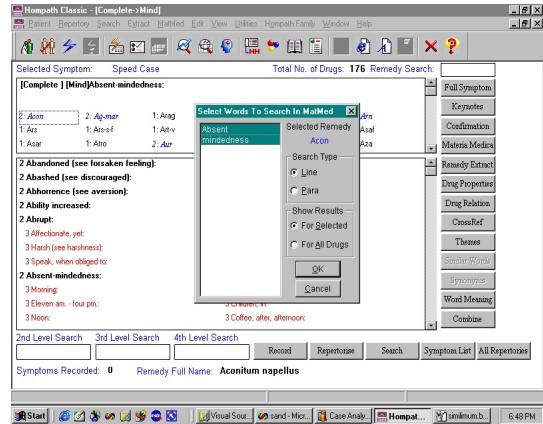 Hompath Classic - [Complete->Mind]
Patient Repertory Search Extract MatMed Edit View Utilities Hompath Family Window Help
Selected Symptom: Speed Case Total No. of Drugs: 176 Remedy Search:
[Complete ] [Mind]Absent-mindedness:
2: Acon 2: Aq-mar 1: Arag Arn
1: Ars 1: Ars-s-f 1: Art-v Asaf
1: Asar 1: Atro 2: Aur Aza
Select Words To Search In MatMed
Absent
mindedness
Selected Remedy
Acon
Search Type
Line
Para
Show Results
For Selected
For All Drugs
OK
Cancel
2 Abandoned (see forsaken feeling):
2 Abashed (see discouraged):
2 Abhorrence (see aversion):
2 Ability increased:
2 Abrupt:
3 Affectionate, yet:
3 Harsh (see harshness):
3 Speak, when obliged to:
2 Absent-mindedness:
3 Morning:
3 Eleven am. - four pm.:
3 Noon: 3 Coffee, after, afternoon:
Full Symptom
Keynotes
Confirmation
Materia Medica
Remedy Extract
Drug Properties
Drug Relation
CrossRef
Themes
Similar Words
Synonyms
Word Meaning
Combine
2nd Level Search 3rd Level Search 4th Level Search
Record Repertorise Search Symptom List All Repertories
Symptoms Recorded: 0 Remedy Full Name: Aconitum napellus
Start Visual Sour... sand - Micr... Case Analy... Hompat... similimum.b... 6:48 PM